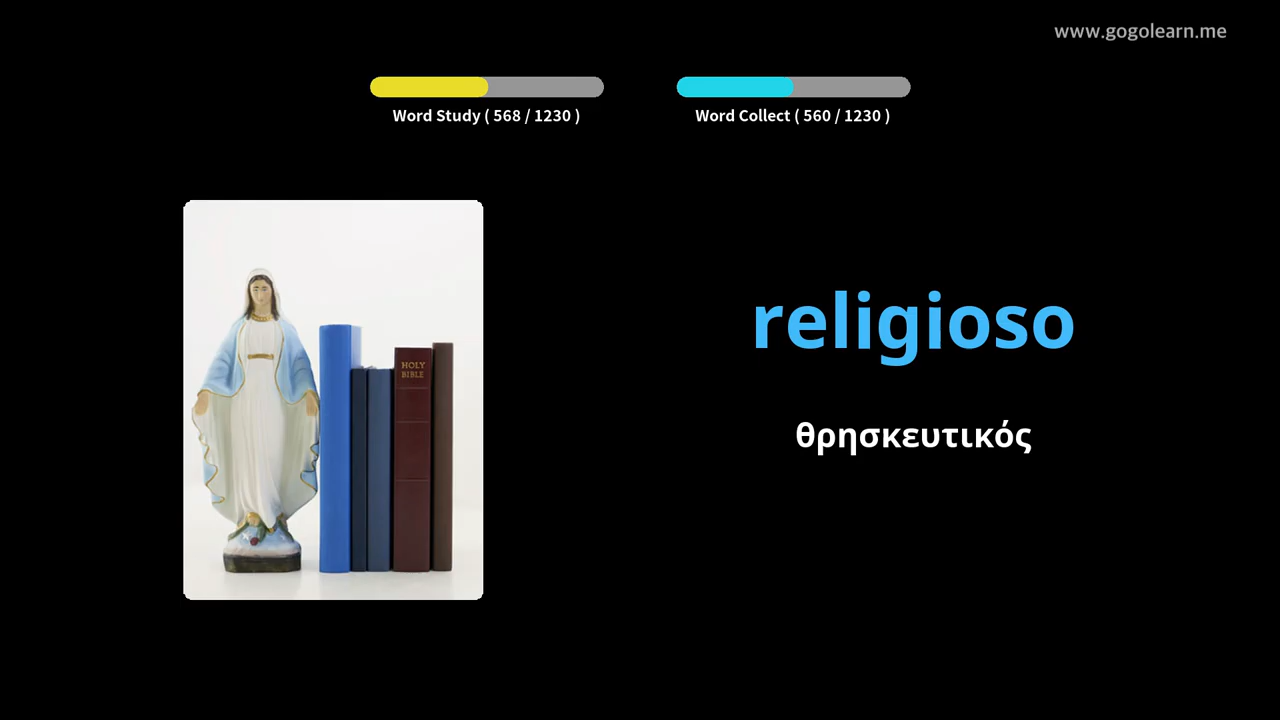 www.gogolearn.me
Word Study ( 568 / 1230 )
Word Collect ( 560 / 1230 )
HOLY
BIBLE
religioso
θρησκευτικός